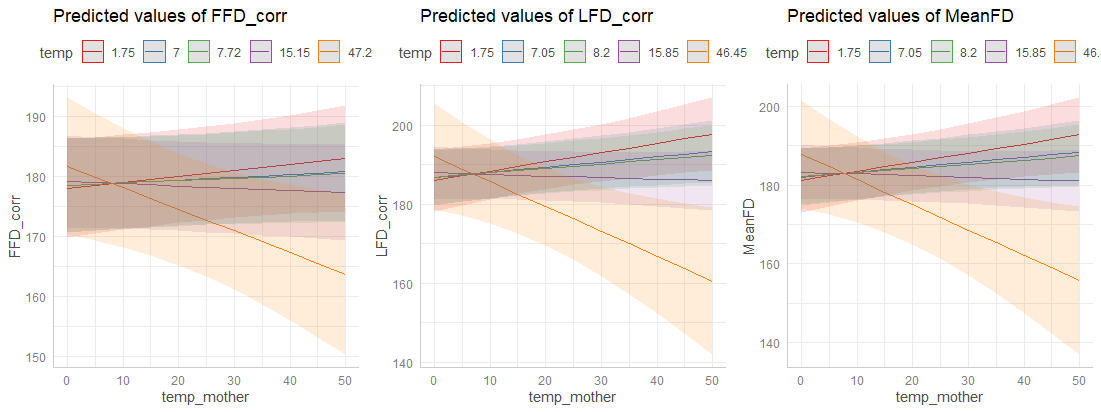 Predicted values of FFD_corr
temp 1.75 7 7.72 15.15 47.2
190
180
170
160
150
FFD_corr
0 10 20 30 40 50
temp_mother
Predicted values of LFD_corr
temp 1.75 7.05 8.2 15.85 46.45
200
180
160
140
LFD_corr
0 10 20 30 40 50
temp_mother
Predicted values of MeanFD
temp 1.75 7.05 8.2 15.85 46.
200
180
160
140
MeanFD
0 10 20 30 40 50
temp_mother